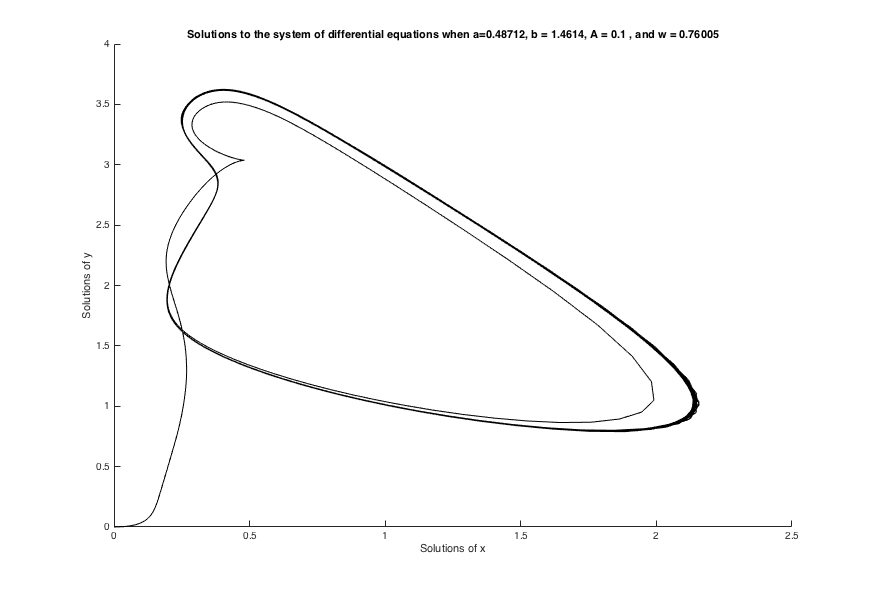 Solutions to the system of differential equations when a=0.48712, b = 1.4614, A = 0.1 , and w = 0.76005
4
3.5
3
2.5
2
1.5
1
0.5
0
Solutions of y
0 0.5 1 1.5 2 2.5
Solutions of x